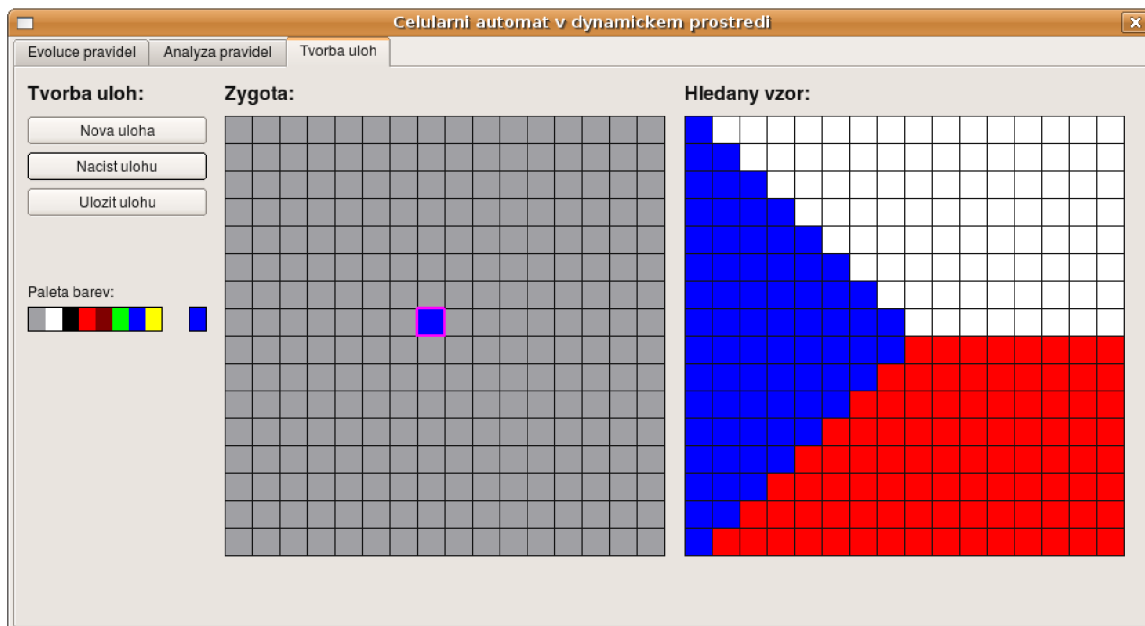 Celularni automat v dynamickem prostredi
Evoluce pravidel
Analyza pravidel
Tvorba uloh
Tvorba uloh:
Zygota:
Hledany vzor:
Nova uloha
Nacist ulohu
Ulozit ulohu
Paleta barev: